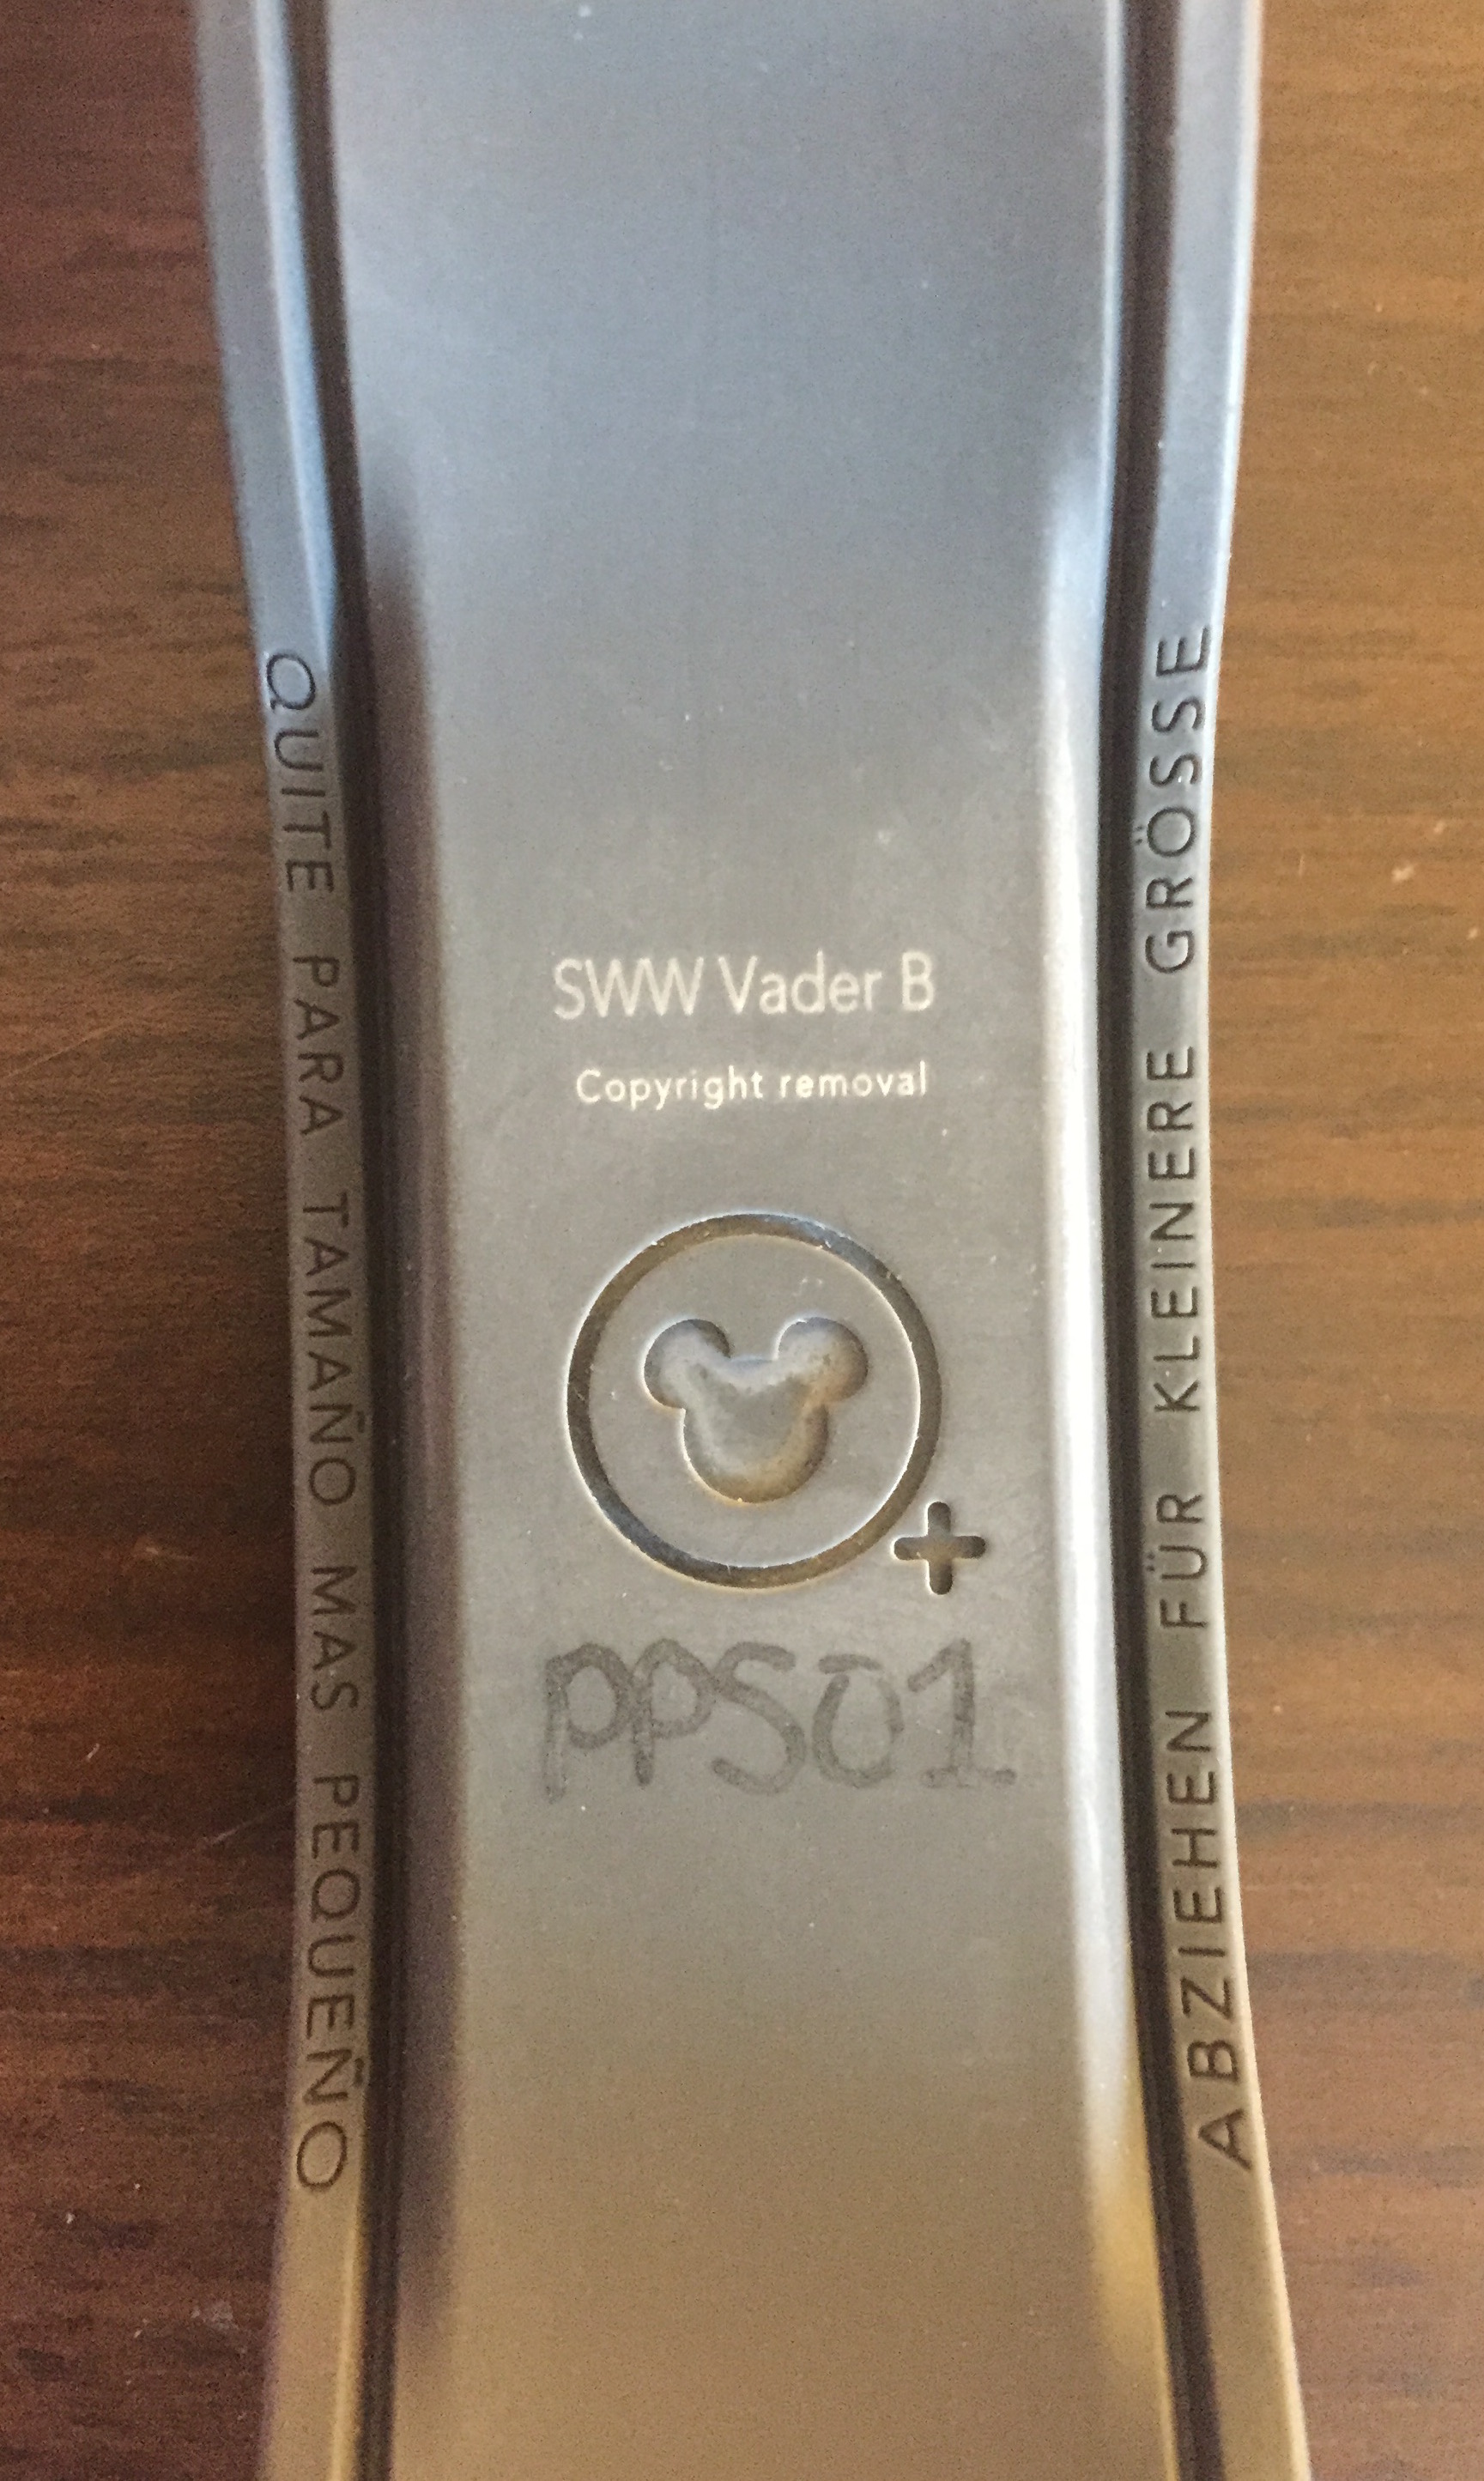 QUITE PARA TAMAÑO MAS PEQUEÑO
SWW Vader B
Copyright removal
PPS01
ABZIEHEN FÜR KLEINERE GRÖSSE